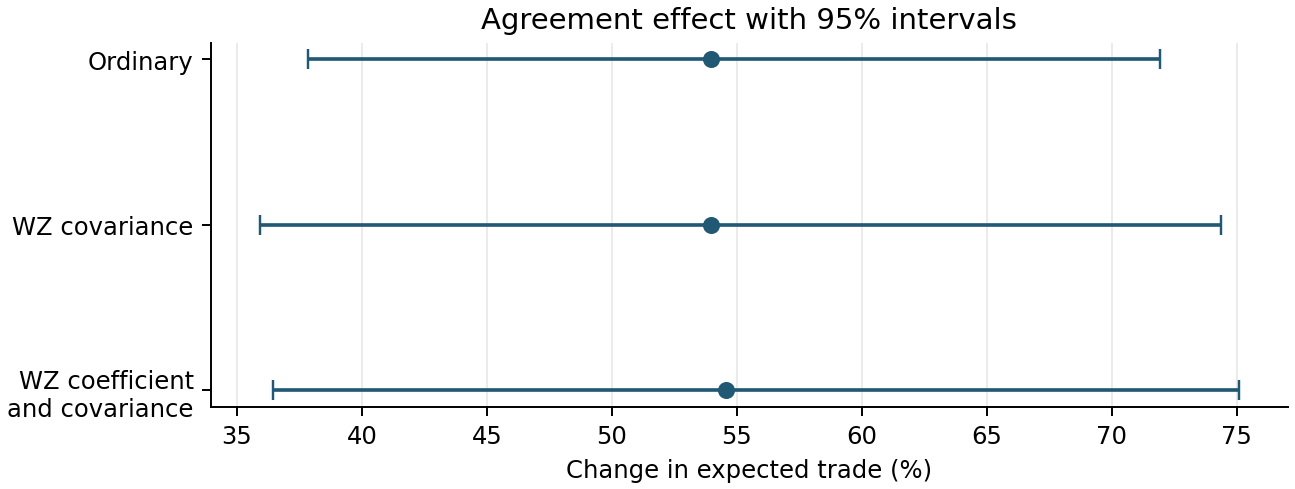 Agreement effect with 95% intervals
Ordinary
WZ covariance
WZ coefficient
and covariance
35 40 45 50 55 60 65 70 75
Change in expected trade (%)